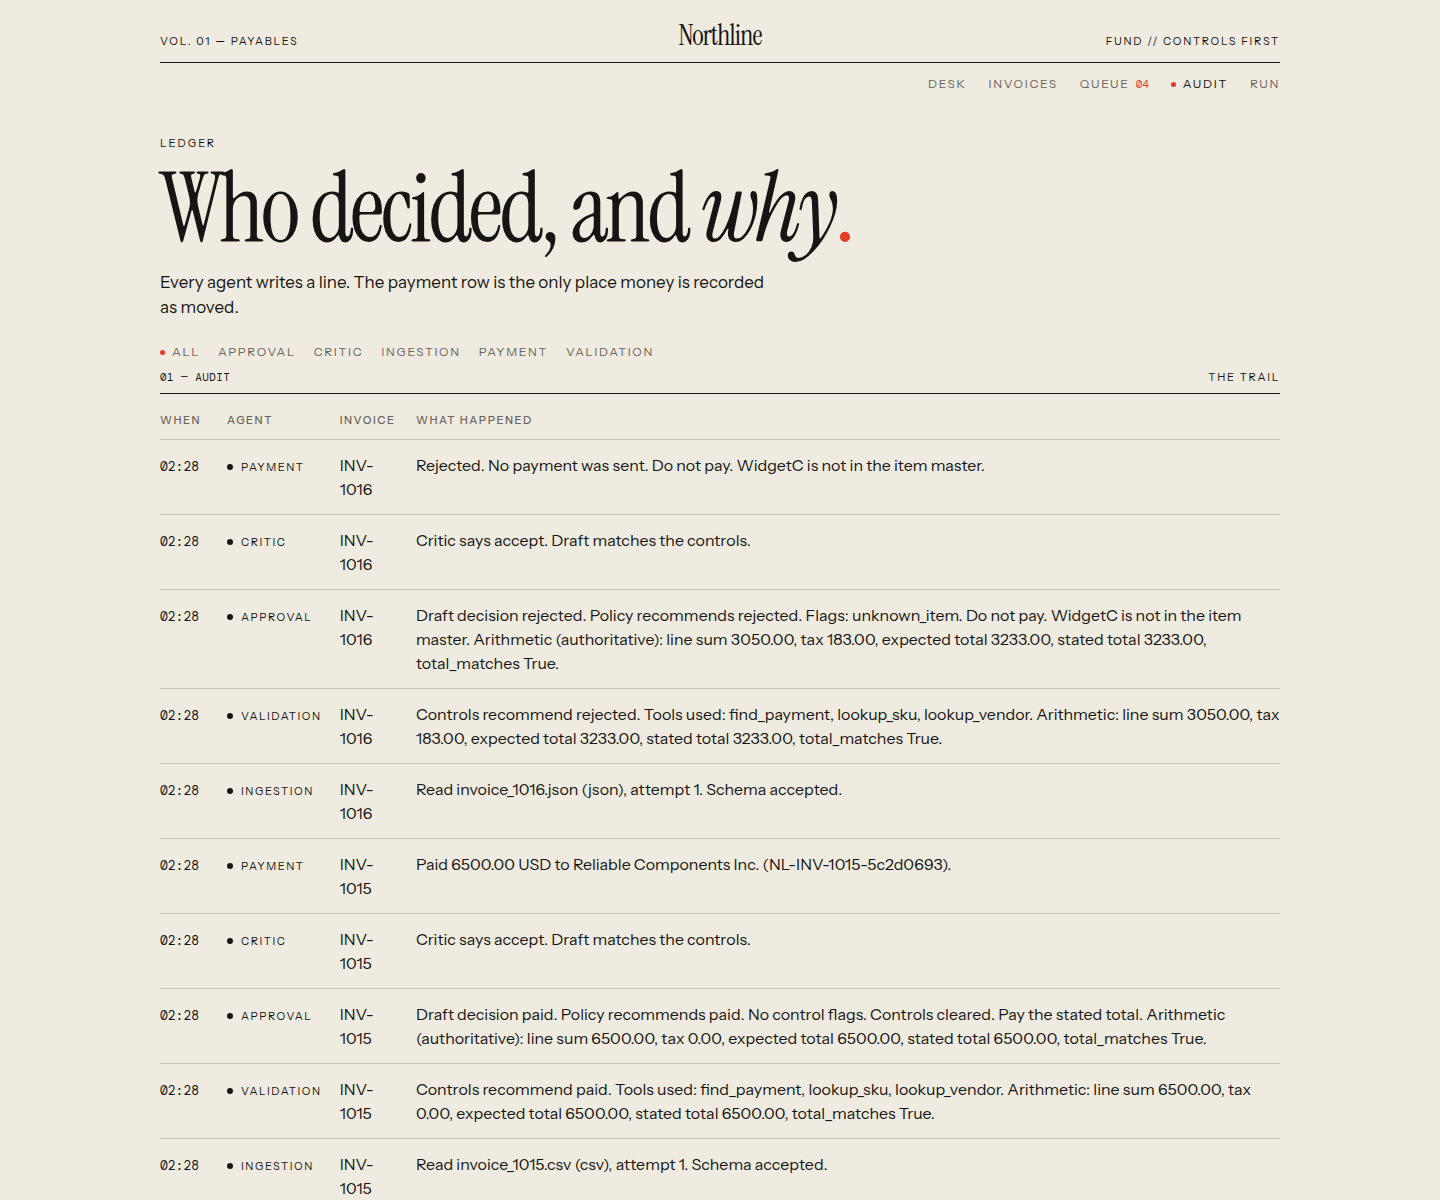 VOL. 01 — PAYABLES
Northline
FUND // CONTROLS FIRST
DESK INVOICES QUEUE 04 AUDIT RUN
LEDGER
Who decided, and why.
Every agent writes a line. The payment row is the only place money is recorded
as moved.
ALL APPROVAL CRITIC INGESTION PAYMENT VALIDATION
01 — AUDIT
THE TRAIL
WHEN AGENT INVOICE WHAT HAPPENED
02:28 PAYMENT INV-
1016
Rejected. No payment was sent. Do not pay. WidgetC is not in the item master.
02:28 CRITIC INV-
1016
Critic says accept. Draft matches the controls.
02:28 APPROVAL INV-
1016
Draft decision rejected. Policy recommends rejected. Flags: unknown_item. Do not pay. WidgetC is not in the item
master. Arithmetic (authoritative): line sum 3050.00, tax 183.00, expected total 3233.00, stated total 3233.00,
total_matches True.
02:28 VALIDATION INV-
1016
Controls recommend rejected. Tools used: find_payment, lookup_sku, lookup_vendor. Arithmetic: line sum 3050.00, tax
183.00, expected total 3233.00, stated total 3233.00, total_matches True.
02:28 INGESTION INV-
1016
Read invoice_1016.json (json), attempt 1. Schema accepted.
02:28 PAYMENT INV-
1015
Paid 6500.00 USD to Reliable Components Inc. (NL-INV-1015-5c2d0693).
02:28 CRITIC INV-
1015
Critic says accept. Draft matches the controls.
02:28 APPROVAL INV-
1015
Draft decision paid. Policy recommends paid. No control flags. Controls cleared. Pay the stated total. Arithmetic
(authoritative): line sum 6500.00, tax 0.00, expected total 6500.00, stated total 6500.00, total_matches True.
02:28 VALIDATION INV-
1015
Controls recommend paid. Tools used: find_payment, lookup_sku, lookup_vendor. Arithmetic: line sum 6500.00, tax
0.00, expected total 6500.00, stated total 6500.00, total_matches True.
02:28 INGESTION INV-
1015
Read invoice_1015.csv (csv), attempt 1. Schema accepted.